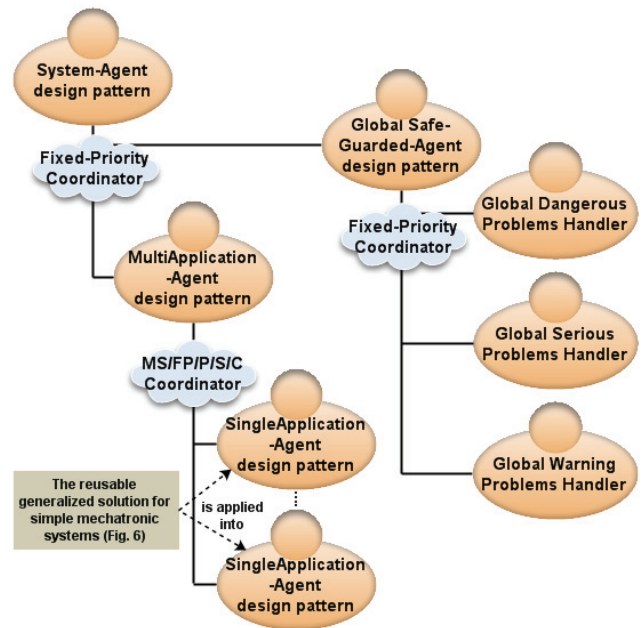 System-Agent
design pattern
Global Safe-
Guarded-Agent
design pattern
Fixed-Priority
Coordinator
Global Dangerous
Problems Handler
Fixed-Priority
Coordinator
MultiApplication
-Agent
design pattern
Global Serious
Problems Handler
MS/FP/P/S/C
Coordinator
SingleApplication
-Agent
design pattern
Global Warning
Problems Handler
The reusable
generalized solution for
simple mechatronic
systems (Fig. 6)
is applied
into
SingleApplication
-Agent
design pattern